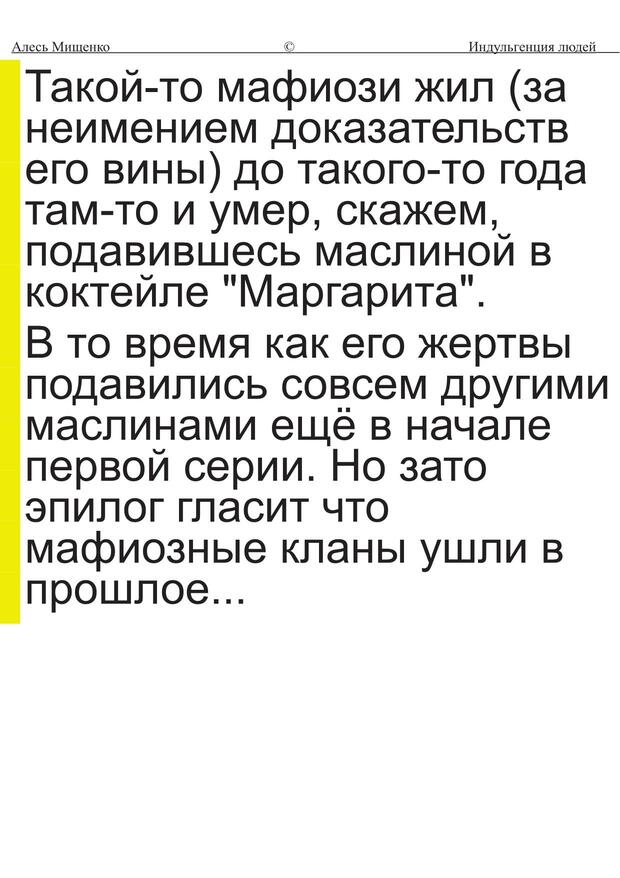 Алесь Мищенко © Индульгенция людей
Такой-то мафиози жил (за
неимением доказательств
его вины) до такого-то года
там-то и умер, скажем,
подавившесь маслиной в
коктейле "Маргарита".
В то время как его жертвы
подавились совсем другими
маслинами ещё в начале
первой серии. Но зато
эпилог гласит что
мафиозные кланы ушли в
прошлое...